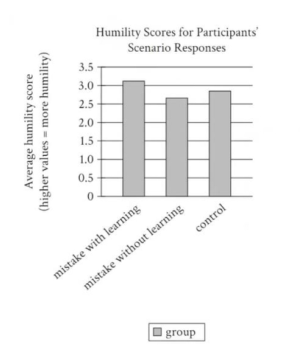 Humility Scores for Participants'
Scenario Responses
Average humility score
(higher values = more humility)
3.5
3.0
2.5
2.0
1.5
1.0
0.5
0
mistake with learning
mistake without learning
control
group